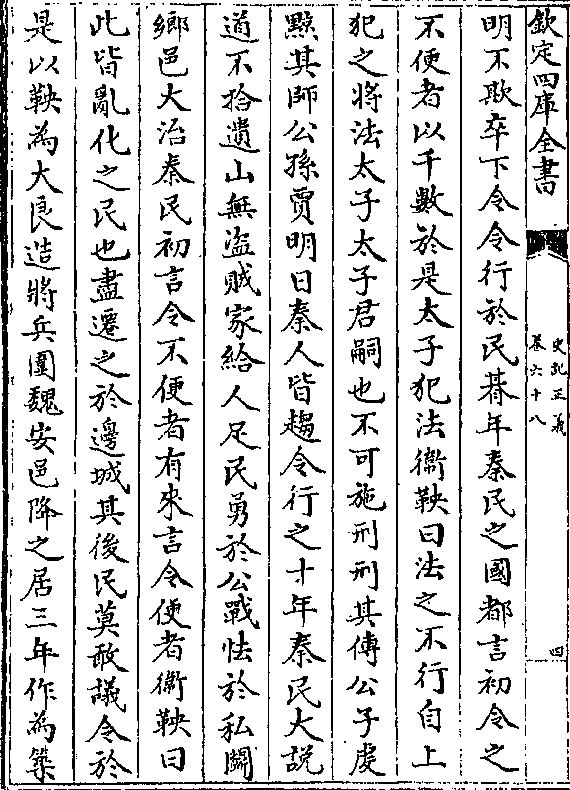 欽定四庫全書
史記正義
卷六十八
四
明不欺卒下令令行於民朞年秦民之國都言初令之
不便者以千數於是太子犯法衞鞅曰法之不行自上
犯之將法太子太子君嗣也不可施刑刑其傅公子虔
黥其師公孫賈明日秦人皆趨令行之十年秦民大說
道不拾遺山無盗賊家給人足民勇於公戰怯於私鬭
鄉邑大治秦民初言令不便者有來言令便者衞鞅曰
此皆亂化之民也盡遷之於邊城其後民莫敢議令於
是以鞅為大良造將兵圍魏安邑降之居三年作為築